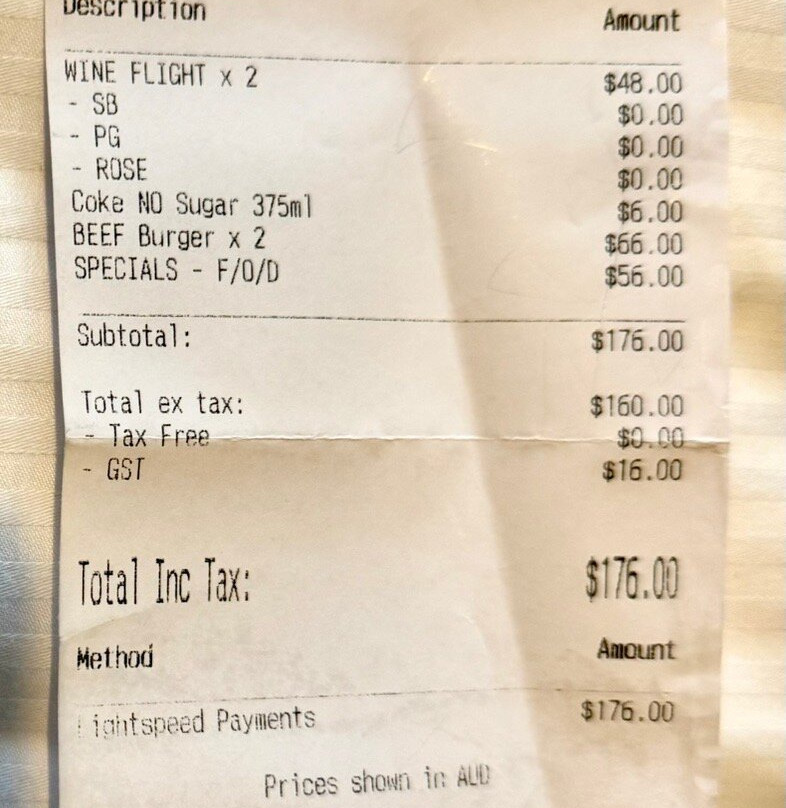 Description Amount
WINE FLIGHT x 2 $48.00
- SB $0.00
- PG $0.00
- ROSE $0.00
Coke NO Sugar 375ml $6.00
BEEF Burger x 2 $66.00
SPECIALS - F/O/D $56.00
Subtotal: $176.00
Total ex tax: $160.00
- Tax Free $0.00
- GST $16.00
Total Inc Tax: $176.00
Method Amount
Lightspeed Payments $176.00
Prices shown in AUD